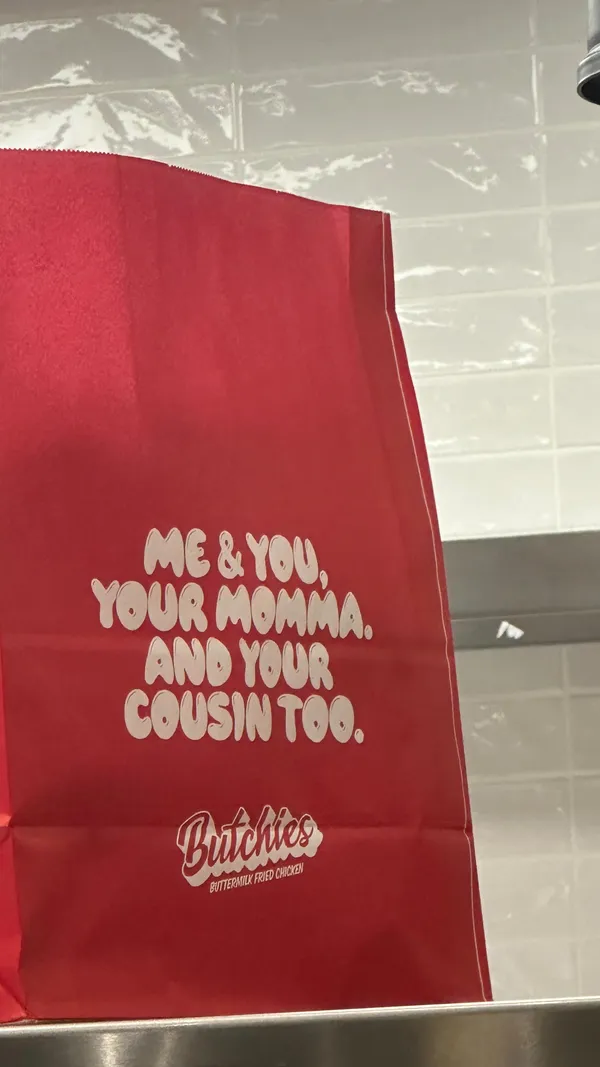 ME & YOU,
YOUR MOMMA.
AND YOUR
COUSIN TOO.
Butchies
BUTTERMILK FRIED CHICKEN